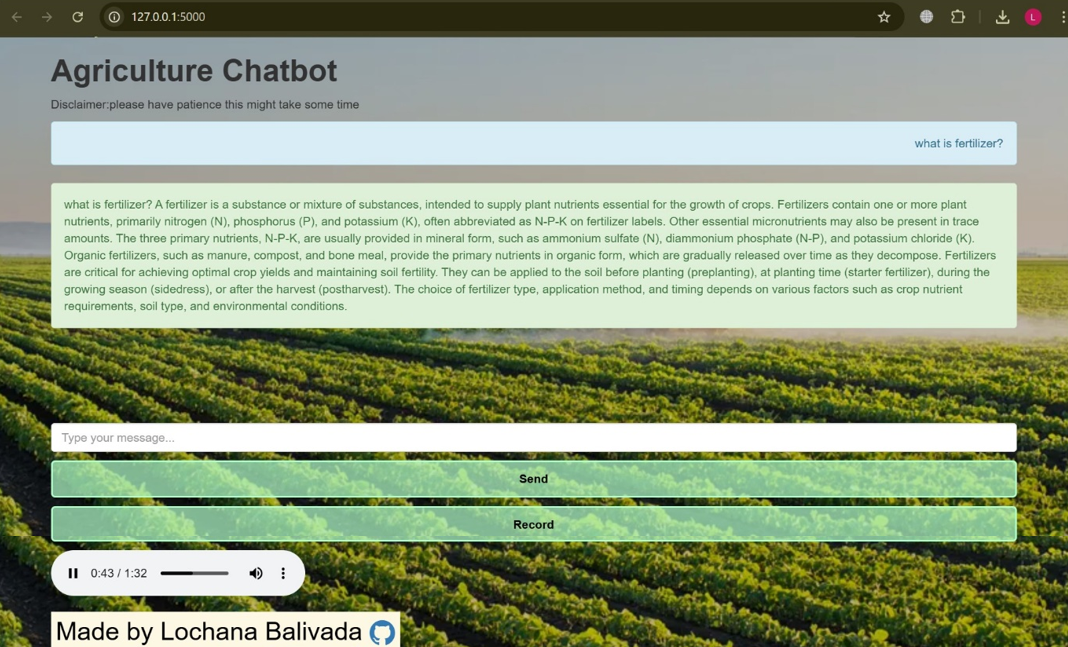 127.0.0.1:5000
L
Agriculture Chatbot
Disclaimer:please have patience this might take some time
what is fertilizer?
what is fertilizer? A fertilizer is a substance or mixture of substances, intended to supply plant nutrients essential for the growth of crops. Fertilizers contain one or more plant
nutrients, primarily nitrogen (N), phosphorus (P), and potassium (K), often abbreviated as N-P-K on fertilizer labels. Other essential micronutrients may also be present in trace
amounts. The three primary nutrients, N-P-K, are usually provided in mineral form, such as ammonium sulfate (N), diammonium phosphate (N-P), and potassium chloride (K).
Organic fertilizers, such as manure, compost, and bone meal, provide the primary nutrients in organic form, which are gradually released over time as they decompose. Fertilizers
are critical for achieving optimal crop yields and maintaining soil fertility. They can be applied to the soil before planting (preplanting), at planting time (starter fertilizer), during the
growing season (sidedress), or after the harvest (postharvest). The choice of fertilizer type, application method, and timing depends on various factors such as crop nutrient
requirements, soil type, and environmental conditions.
Type your message...
Send
Record
0:43 / 1:32
Made by Lochana Balivada